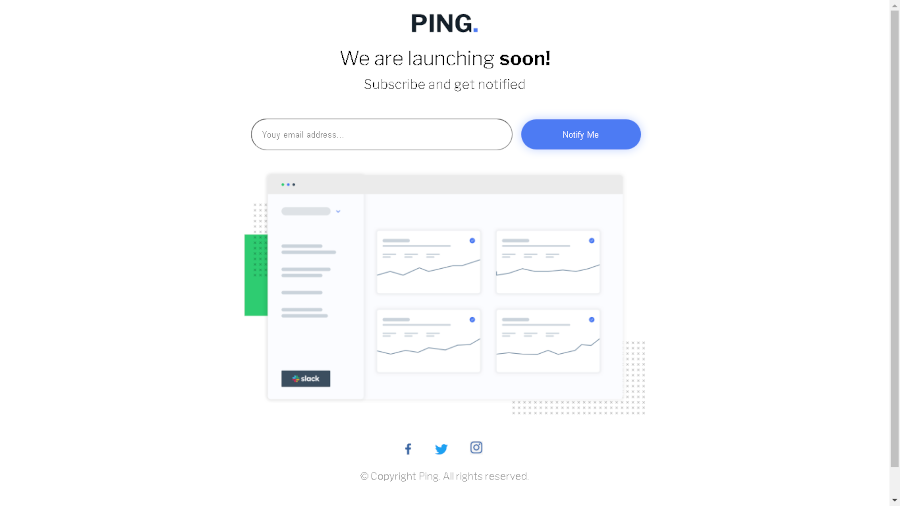 PING.
We are launching soon!
Subscribe and get notified
Youy email address...
Notify Me
slack
© Copyright Ping. All rights reserved.